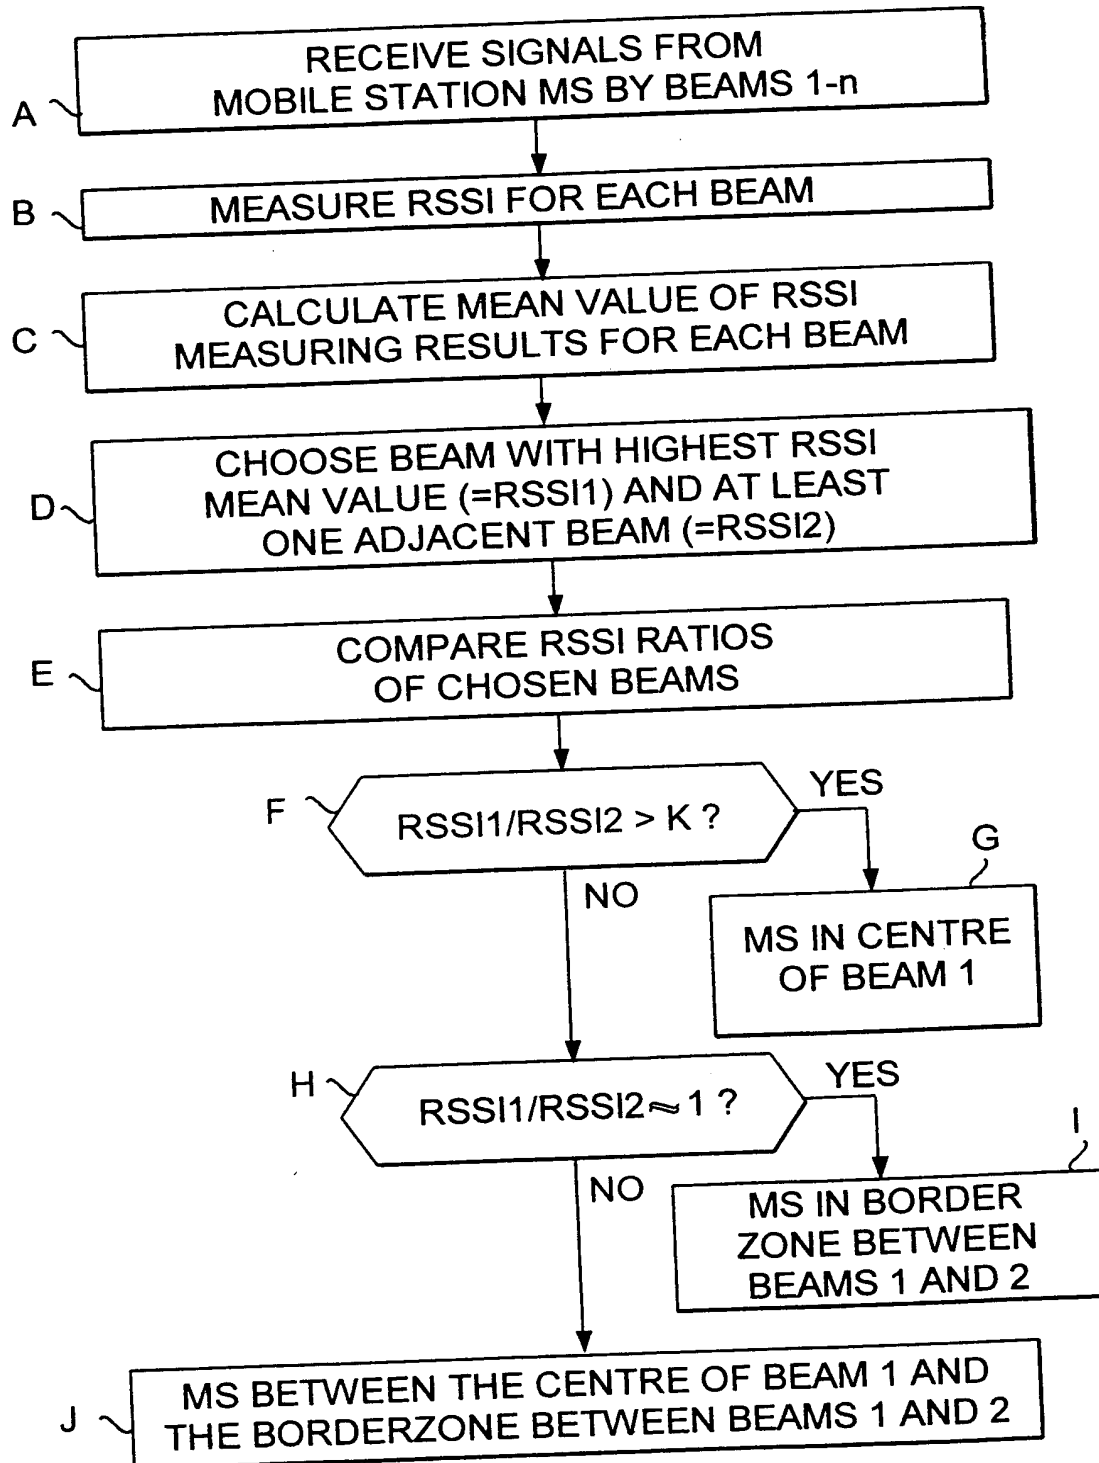 RECEIVE SIGNALS FROM
MOBILE STATION MS BY BEAMS 1-n
A
MEASURE RSSI FOR EACH BEAM
B
CALCULATE MEAN VALUE OF RSSI
MEASURING RESULTS FOR EACH BEAM
C
CHOOSE BEAM WITH HIGHEST RSSI
MEAN VALUE (=RSSI1) AND AT LEAST
ONE ADJACENT BEAM (=RSSI2)
D
COMPARE RSSI RATIOS
OF CHOSEN BEAMS
E
F
RSSI1/RSSI2 > K ?
YES
NO
G
MS IN CENTRE
OF BEAM 1
H
RSSI1/RSSI2 ≈ 1 ?
YES
NO
I
MS IN BORDER
ZONE BETWEEN
BEAMS 1 AND 2
MS BETWEEN THE CENTRE OF BEAM 1 AND
THE BORDERZONE BETWEEN BEAMS 1 AND 2
J